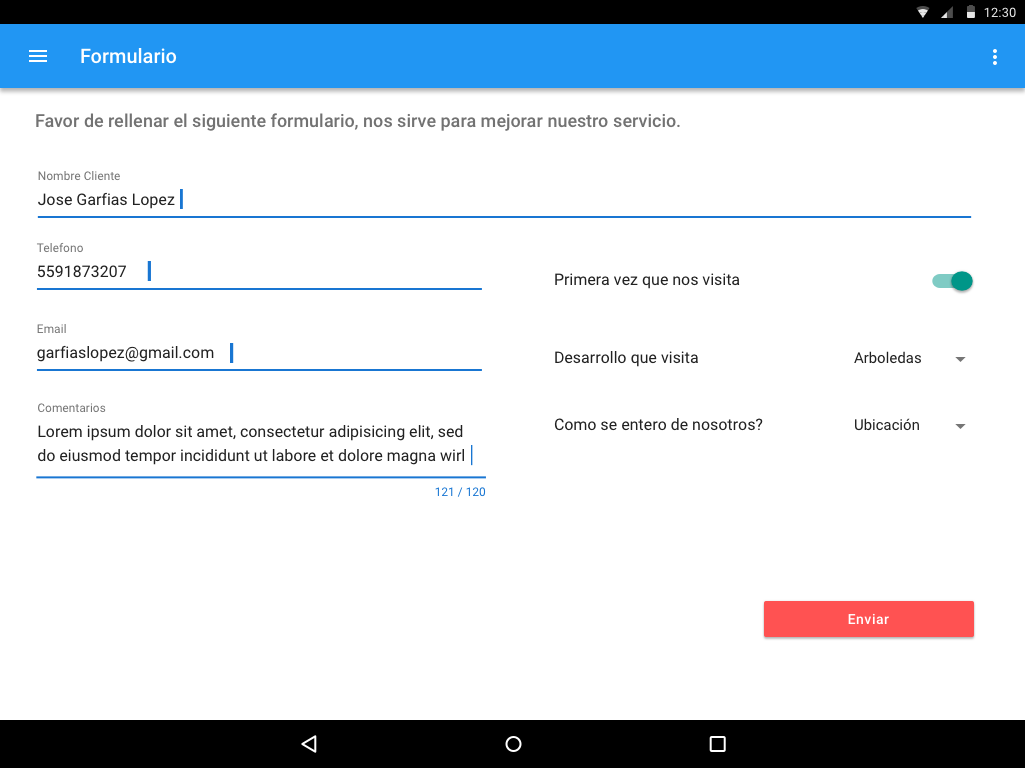 12:30
Formulario
Favor de rellenar el siguiente formulario, nos sirve para mejorar nuestro servicio.
Nombre Cliente
Jose Garfias Lopez
Telefono
5591873207
Primera vez que nos visita
Email
garfiaslopez@gmail.com
Desarrollo que visita
Arboledas
Comentarios
Lorem ipsum dolor sit amet, consectetur adipisicing elit, sed
do eiusmod tempor incididunt ut labore et dolore magna wirl
121 / 120
Como se entero de nosotros?
Ubicación
Enviar